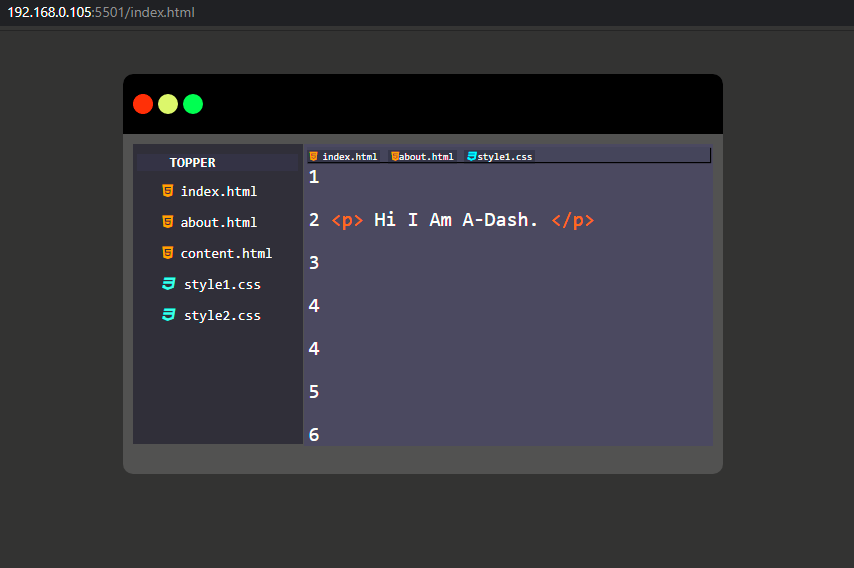 192.168.0.105:5501/index.html
TOPPER
index.html
about.html
content.html
style1.css
style2.css
index.html about.html style1.css
1
2 <p> Hi I Am A-Dash. </p>
3
4
4
5
6